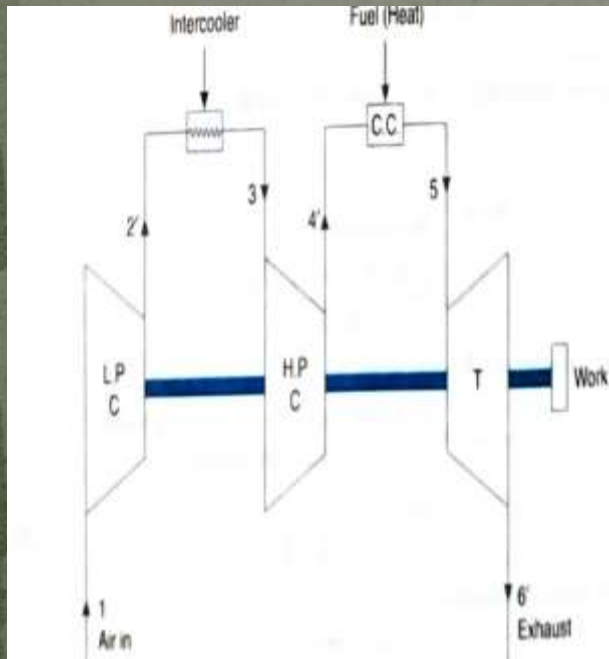 Intercooler
Fuel (Heat)
C.C
3
5
2'
4'
L.P
C
H.P
C
T
Work
1
Air in
6'
Exhaust